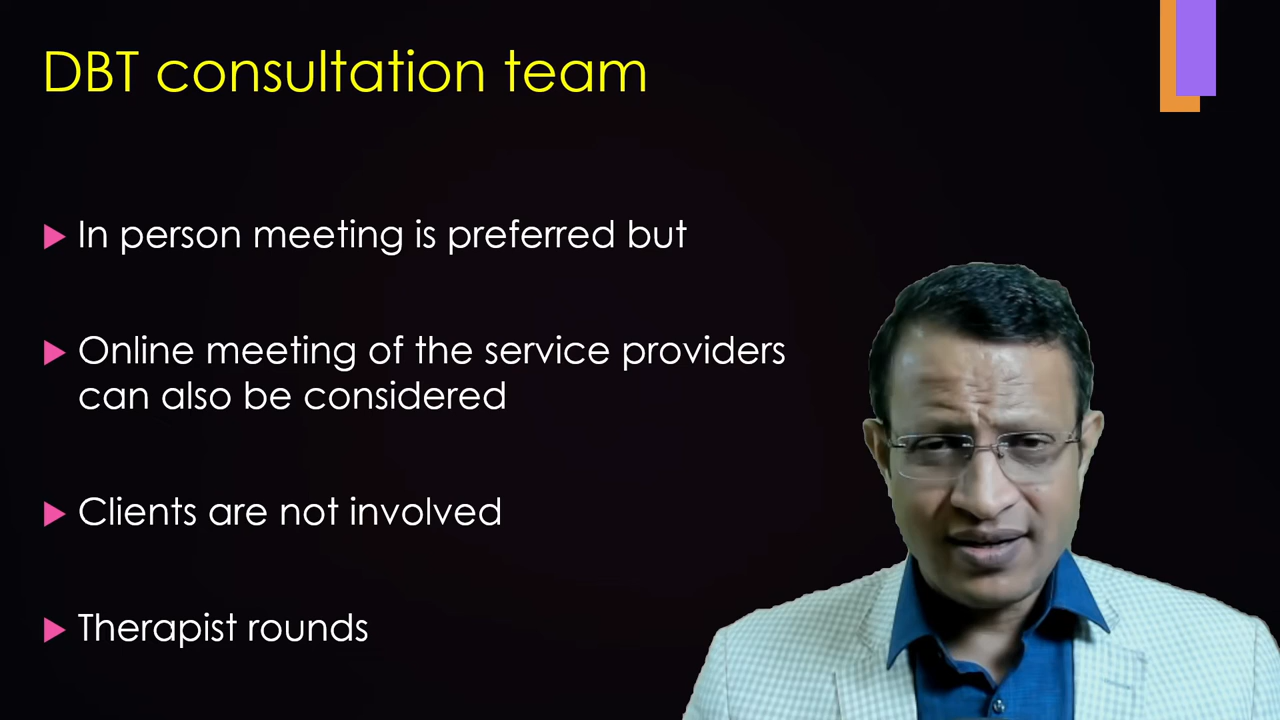 DBT consultation team
In person meeting is preferred but
Online meeting of the service providers
can also be considered
Clients are not involved
Therapist rounds